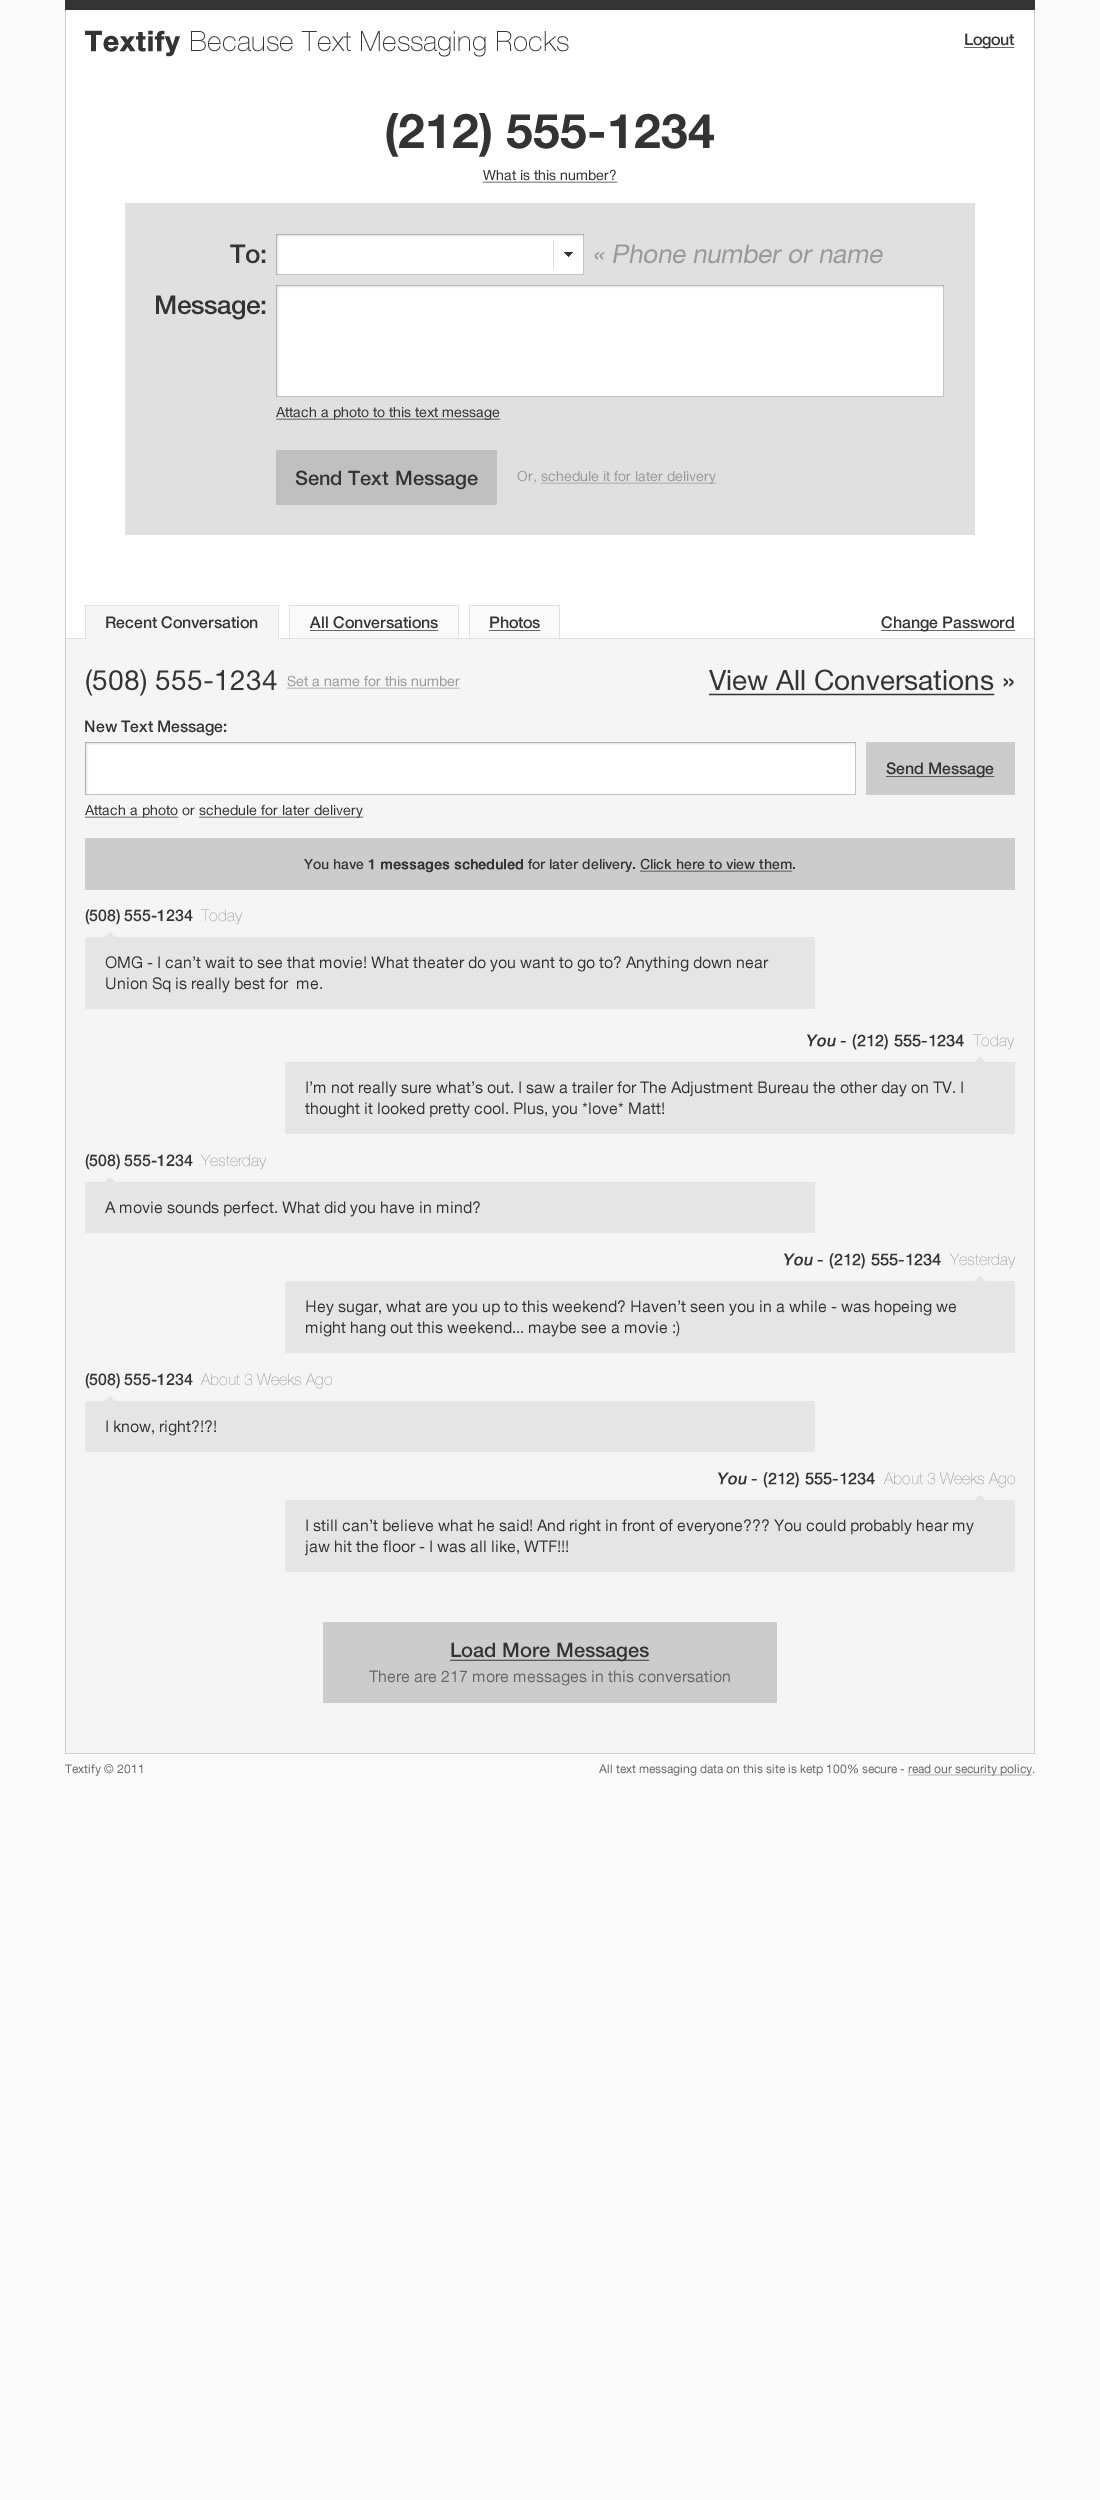 Textify Because Text Messaging Rocks
Logout
(212) 555-1234
What is this number?
To:
« Phone number or name
Message:
Attach a photo to this text message
Send Text Message
Or, schedule it for later delivery
Recent Conversation
All Conversations
Photos
Change Password
(508) 555-1234 Set a name for this number
View All Conversations »
New Text Message:
Send Message
Attach a photo or schedule for later delivery
You have 1 messages scheduled for later delivery. Click here to view them.
(508) 555-1234 Today
OMG - I can’t wait to see that movie! What theater do you want to go to? Anything down near
Union Sq is really best for  me.
You - (212) 555-1234 Today
I’m not really sure what’s out. I saw a trailer for The Adjustment Bureau the other day on TV. I
thought it looked pretty cool. Plus, you *love* Matt!
(508) 555-1234 Yesterday
A movie sounds perfect. What did you have in mind?
You - (212) 555-1234 Yesterday
Hey sugar, what are you up to this weekend? Haven’t seen you in a while - was hopeing we
might hang out this weekend... maybe see a movie :)
(508) 555-1234 About 3 Weeks Ago
I know, right?!?!
You - (212) 555-1234 About 3 Weeks Ago
I still can’t believe what he said! And right in front of everyone??? You could probably hear my
jaw hit the floor - I was all like, WTF!!!
Load More Messages
There are 217 more messages in this conversation
Textify © 2011
All text messaging data on this site is ketp 100% secure - read our security policy.